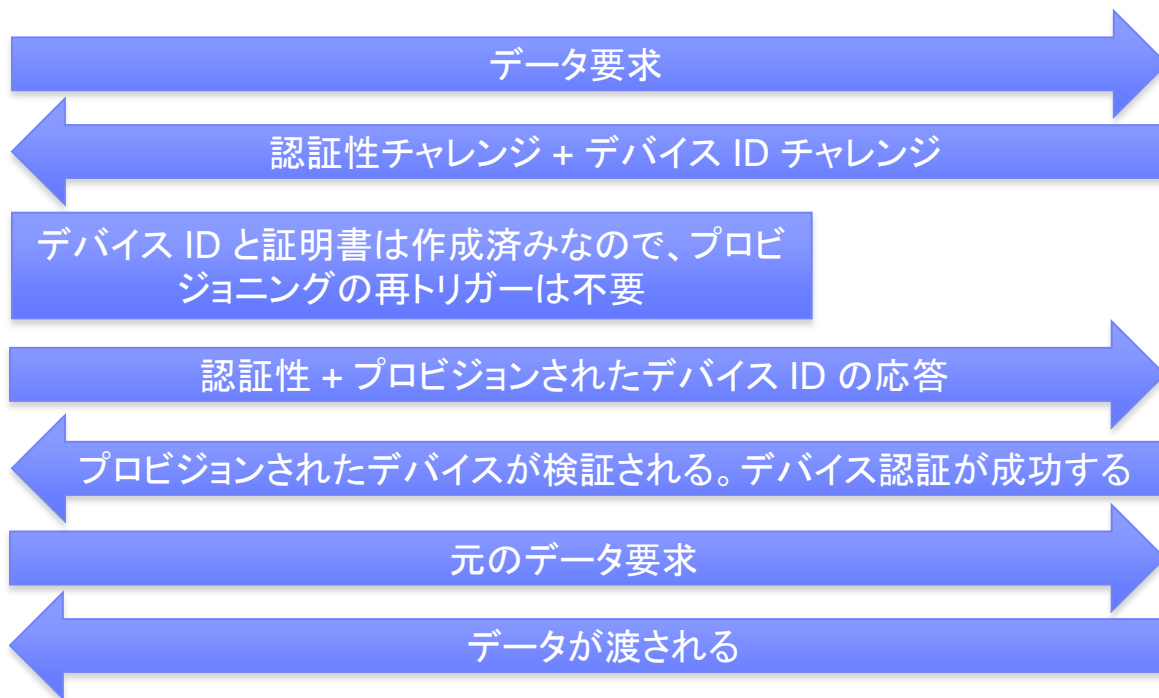 データ要求
認証性チャレンジ + デバイス ID チャレンジ
デバイス ID と証明書は作成済みなので、プロビ
ジョニングの再トリガーは不要
認証性 + プロビジョンされたデバイス ID の応答
プロビジョンされたデバイスが検証される。デバイス認証が成功する
元のデータ要求
データが渡される